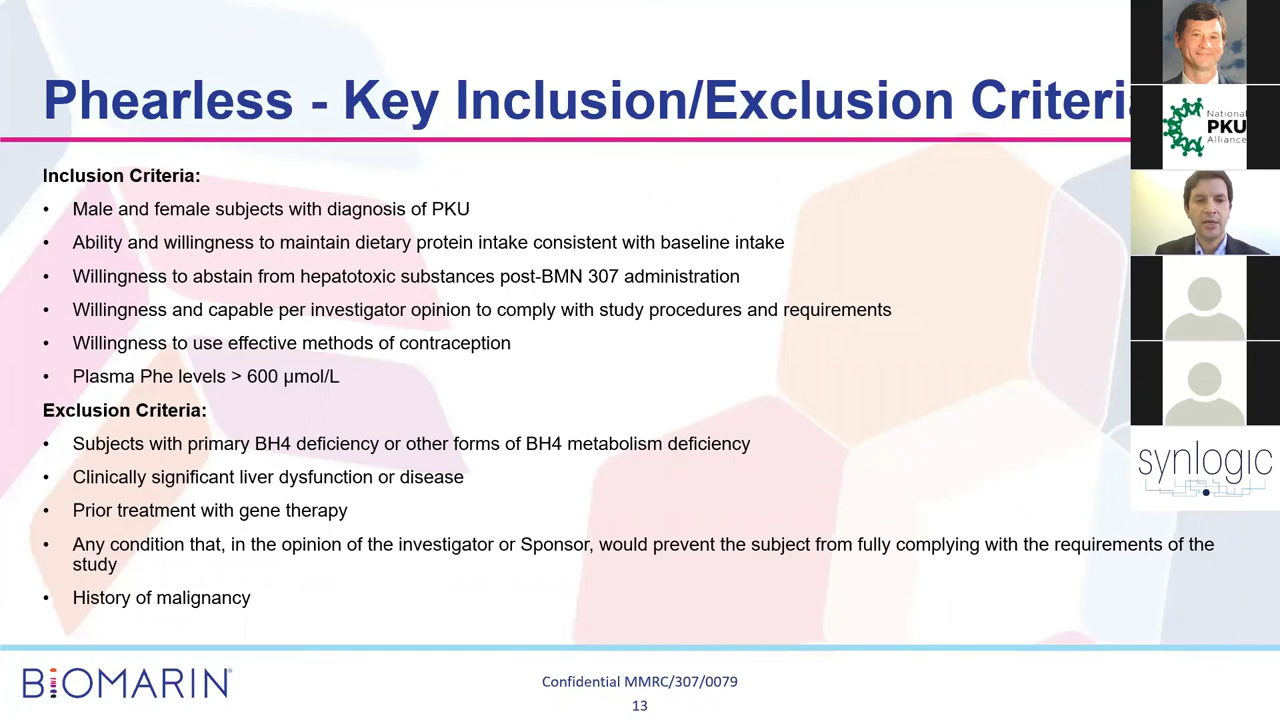 Phearless - Key Inclusion/Exclusion Criteri
National
PKU
Alliance
Inclusion Criteria:
• Male and female subjects with diagnosis of PKU
• Ability and willingness to maintain dietary protein intake consistent with baseline intake
• Willingness to abstain from hepatotoxic substances post-BMN 307 administration
• Willingness and capable per investigator opinion to comply with study procedures and requirements
• Willingness to use effective methods of contraception
• Plasma Phe levels > 600 µmol/L
Exclusion Criteria:
• Subjects with primary BH4 deficiency or other forms of BH4 metabolism deficiency
• Clinically significant liver dysfunction or disease
• Prior treatment with gene therapy
• Any condition that, in the opinion of the investigator or Sponsor, would prevent the subject from fully complying with the requirements of the
study
• History of malignancy
synlogic
BIOMARIN
Confidential MMRC/307/0079
13